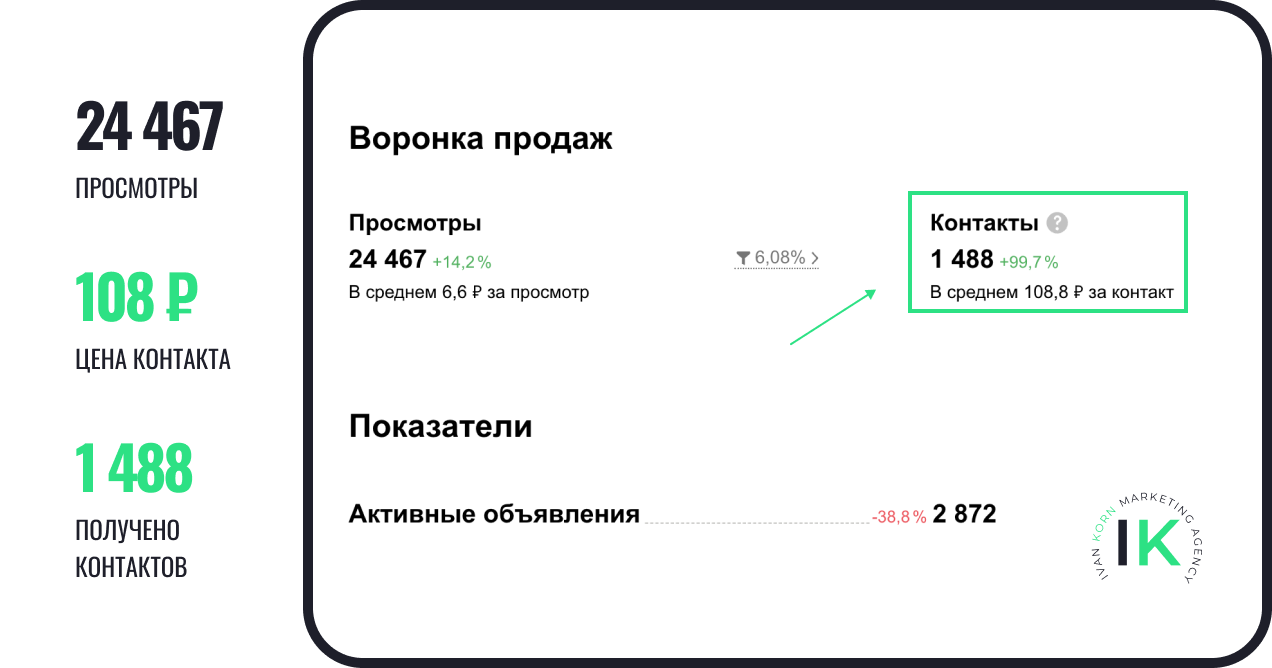 24 467
ПРОСМОТРЫ
108 ₽
ЦЕНА КОНТАКТА
1 488
ПОЛУЧЕНО
КОНТАКТОВ
Воронка продаж
Просмотры
24 467 +14,2 %
В среднем 6,6 ₽ за просмотр
6,08% >
Контакты ?
1 488 +99,7 %
В среднем 108,8 ₽ за контакт
Показатели
Активные объявления -38,8 % 2 872
IVAN KORN MARKETING AGENCY
IK